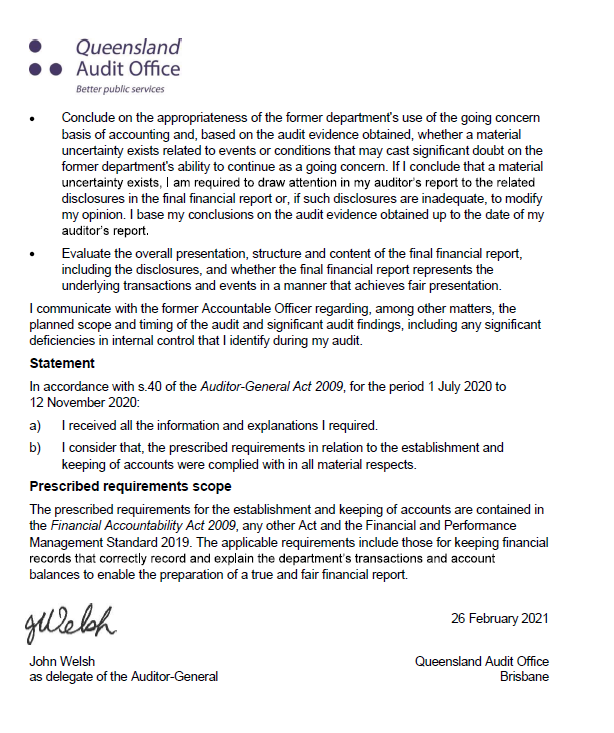 Queensland
Audit Office
Better public services
• Conclude on the appropriateness of the former department's use of the going concern
basis of accounting and, based on the audit evidence obtained, whether a material
uncertainty exists related to events or conditions that may cast significant doubt on the
former department's ability to continue as a going concern. If I conclude that a material
uncertainty exists, I am required to draw attention in my auditor's report to the related
disclosures in the final financial report or, if such disclosures are inadequate, to modify
my opinion. I base my conclusions on the audit evidence obtained up to the date of my
auditor's report.
• Evaluate the overall presentation, structure and content of the final financial report,
including the disclosures, and whether the final financial report represents the
underlying transactions and events in a manner that achieves fair presentation.
I communicate with the former Accountable Officer regarding, among other matters, the
planned scope and timing of the audit and significant audit findings, including any significant
deficiencies in internal control that I identify during my audit.
Statement
In accordance with s.40 of the Auditor-General Act 2009, for the period 1 July 2020 to
12 November 2020:
a) I received all the information and explanations I required.
b) I consider that, the prescribed requirements in relation to the establishment and
keeping of accounts were complied with in all material respects.
Prescribed requirements scope
The prescribed requirements for the establishment and keeping of accounts are contained in
the Financial Accountability Act 2009, any other Act and the Financial and Performance
Management Standard 2019. The applicable requirements include those for keeping financial
records that correctly record and explain the department's transactions and account
balances to enable the preparation of a true and fair financial report.
JWelsh
26 February 2021
John Welsh
as delegate of the Auditor-General
Queensland Audit Office
Brisbane